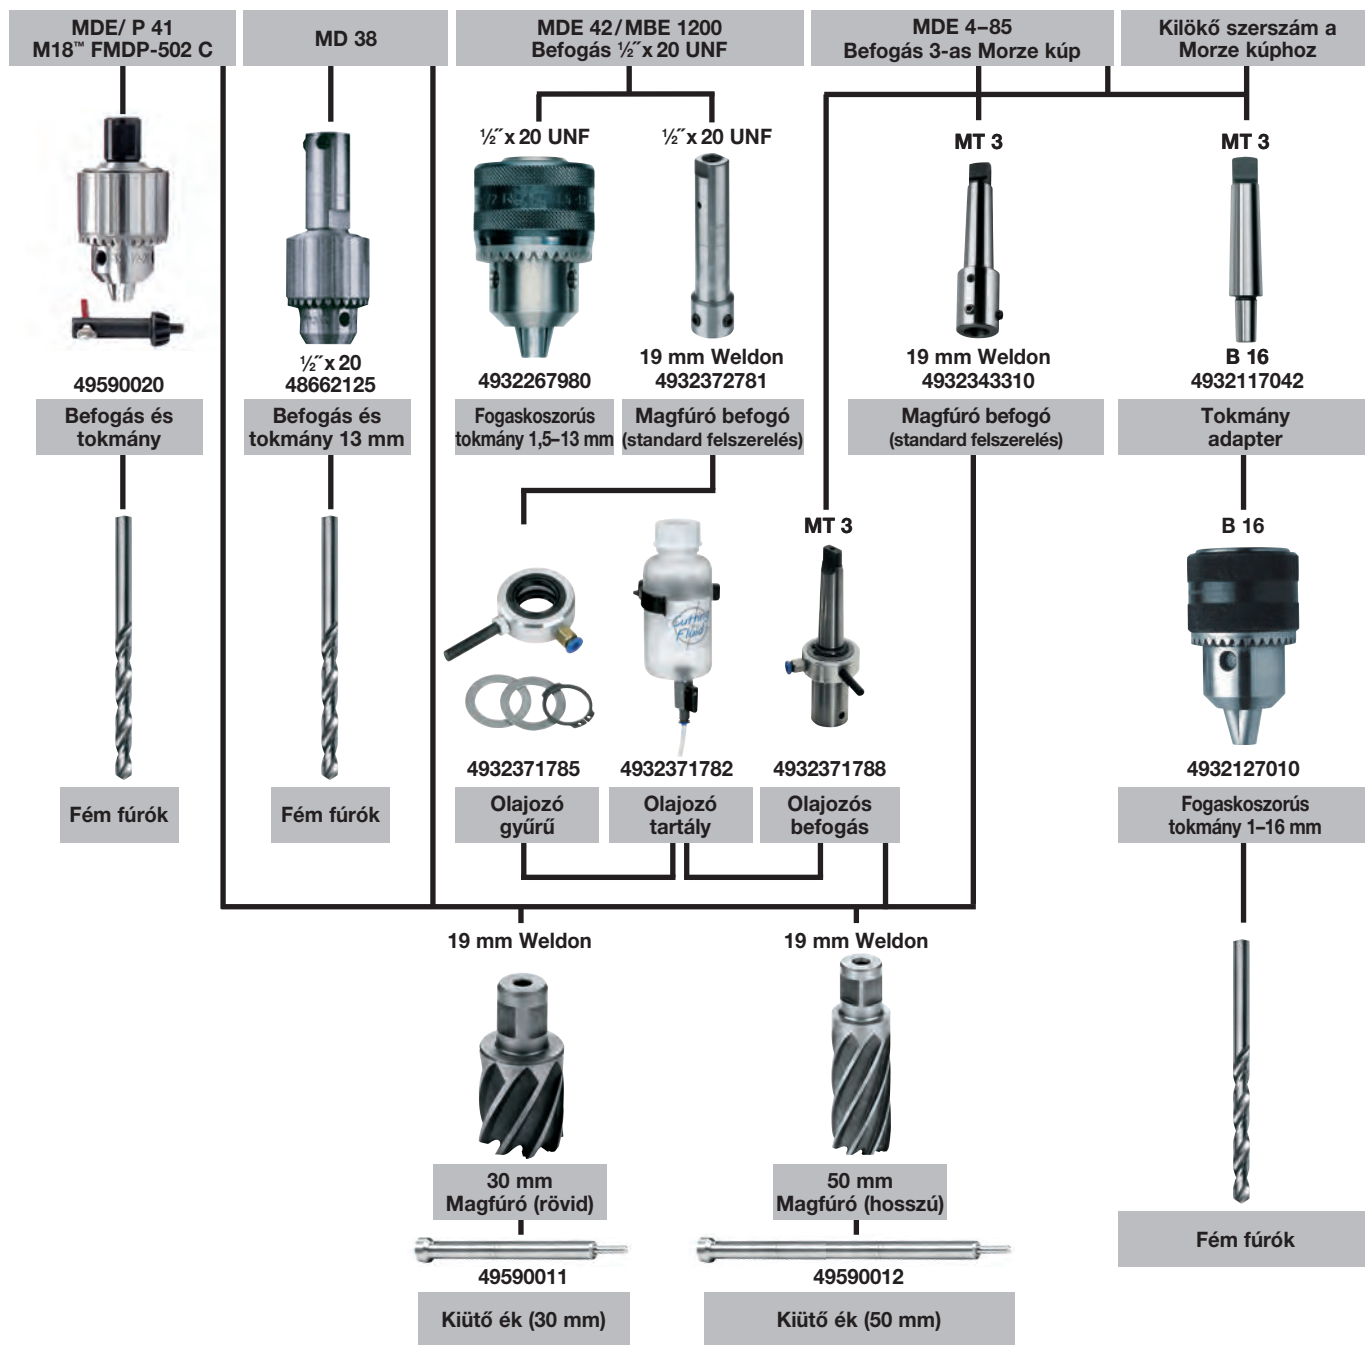 MDE/ P 41
M18™ FMDP-502 C
MD 38
MDE 42/MBE 1200
Befogás ½˝x 20 UNF
MDE 4–85
Befogás 3-as Morze kúp
Kilökő szerszám a
Morze kúphoz
½˝x 20 UNF
½˝x 20 UNF
MT 3
MT 3
49590020
½˝x 20
48662125
4932267980
19 mm Weldon
4932372781
19 mm Weldon
4932343310
B 16
4932117042
Befogás és
tokmány
Befogás és
tokmány 13 mm
Fogaskoszorús
tokmány 1,5–13 mm
Magfúró befogó
(standard felszerelés)
Magfúró befogó
(standard felszerelés)
Tokmány
adapter
MT 3
B 16
Cutting
Fluid
4932371785
4932371782
4932371788
4932127010
Fém fúrók
Fém fúrók
Olajozó
gyűrű
Olajozó
tartály
Olajozós
befogás
Fogaskoszorús
tokmány 1–16 mm
19 mm Weldon
19 mm Weldon
30 mm
Magfúró (rövid)
50 mm
Magfúró (hosszú)
Fém fúrók
49590011
49590012
Kiütő ék (30 mm)
Kiütő ék (50 mm)